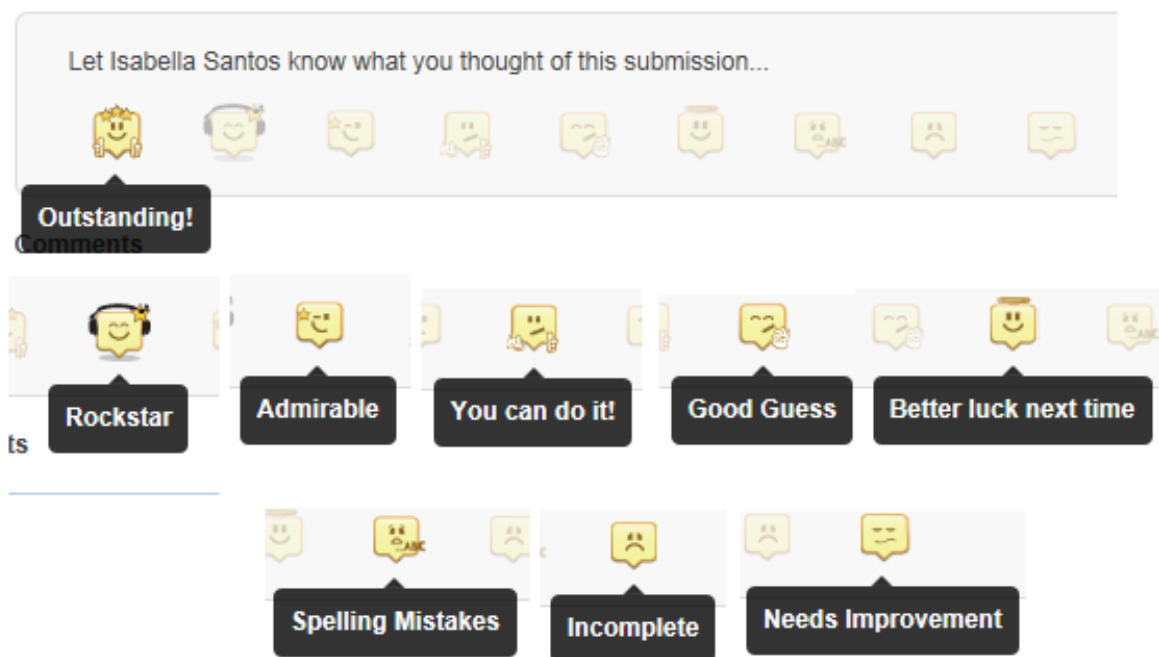 Let Isabella Santos know what you thought of this submission...
Outstanding!
Comments
Rockstar
Admirable
You can do it!
Good Guess
Better luck next time
ts
ABC
Spelling Mistakes
Incomplete
Needs Improvement